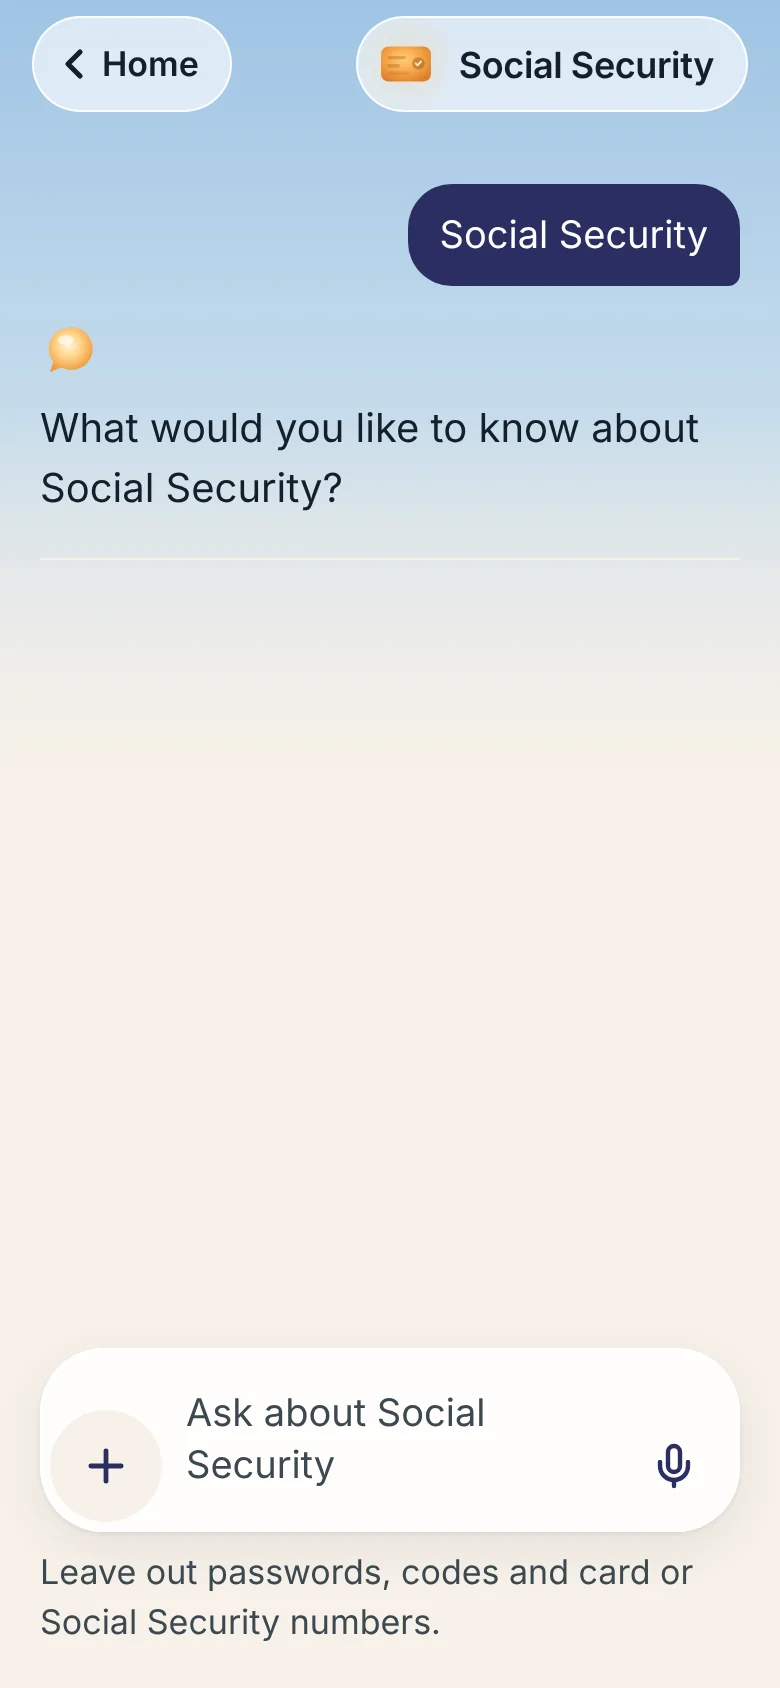 Home
Social Security
Social Security
What would you like to know about
Social Security?
Ask about Social
Security
Leave out passwords, codes and card or
Social Security numbers.